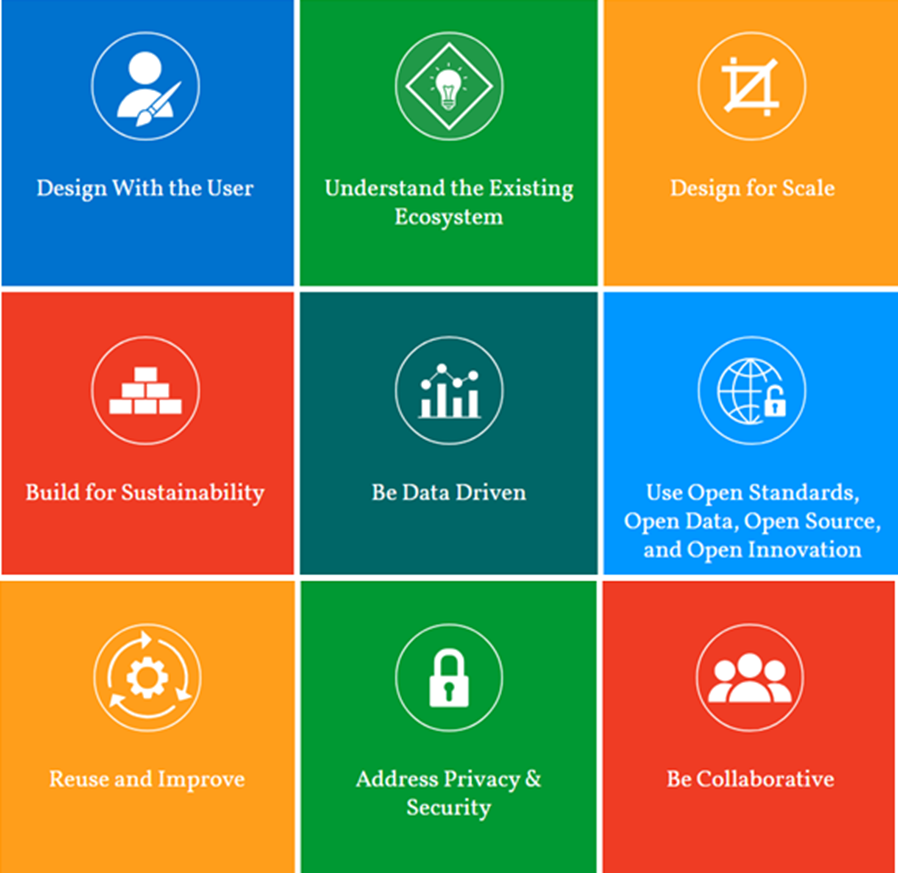 Design With the User
Understand the Existing
Ecosystem
Design for Scale
Build for Sustainability
Be Data Driven
Use Open Standards,
Open Data, Open Source,
and Open Innovation
Reuse and Improve
Address Privacy &
Security
Be Collaborative